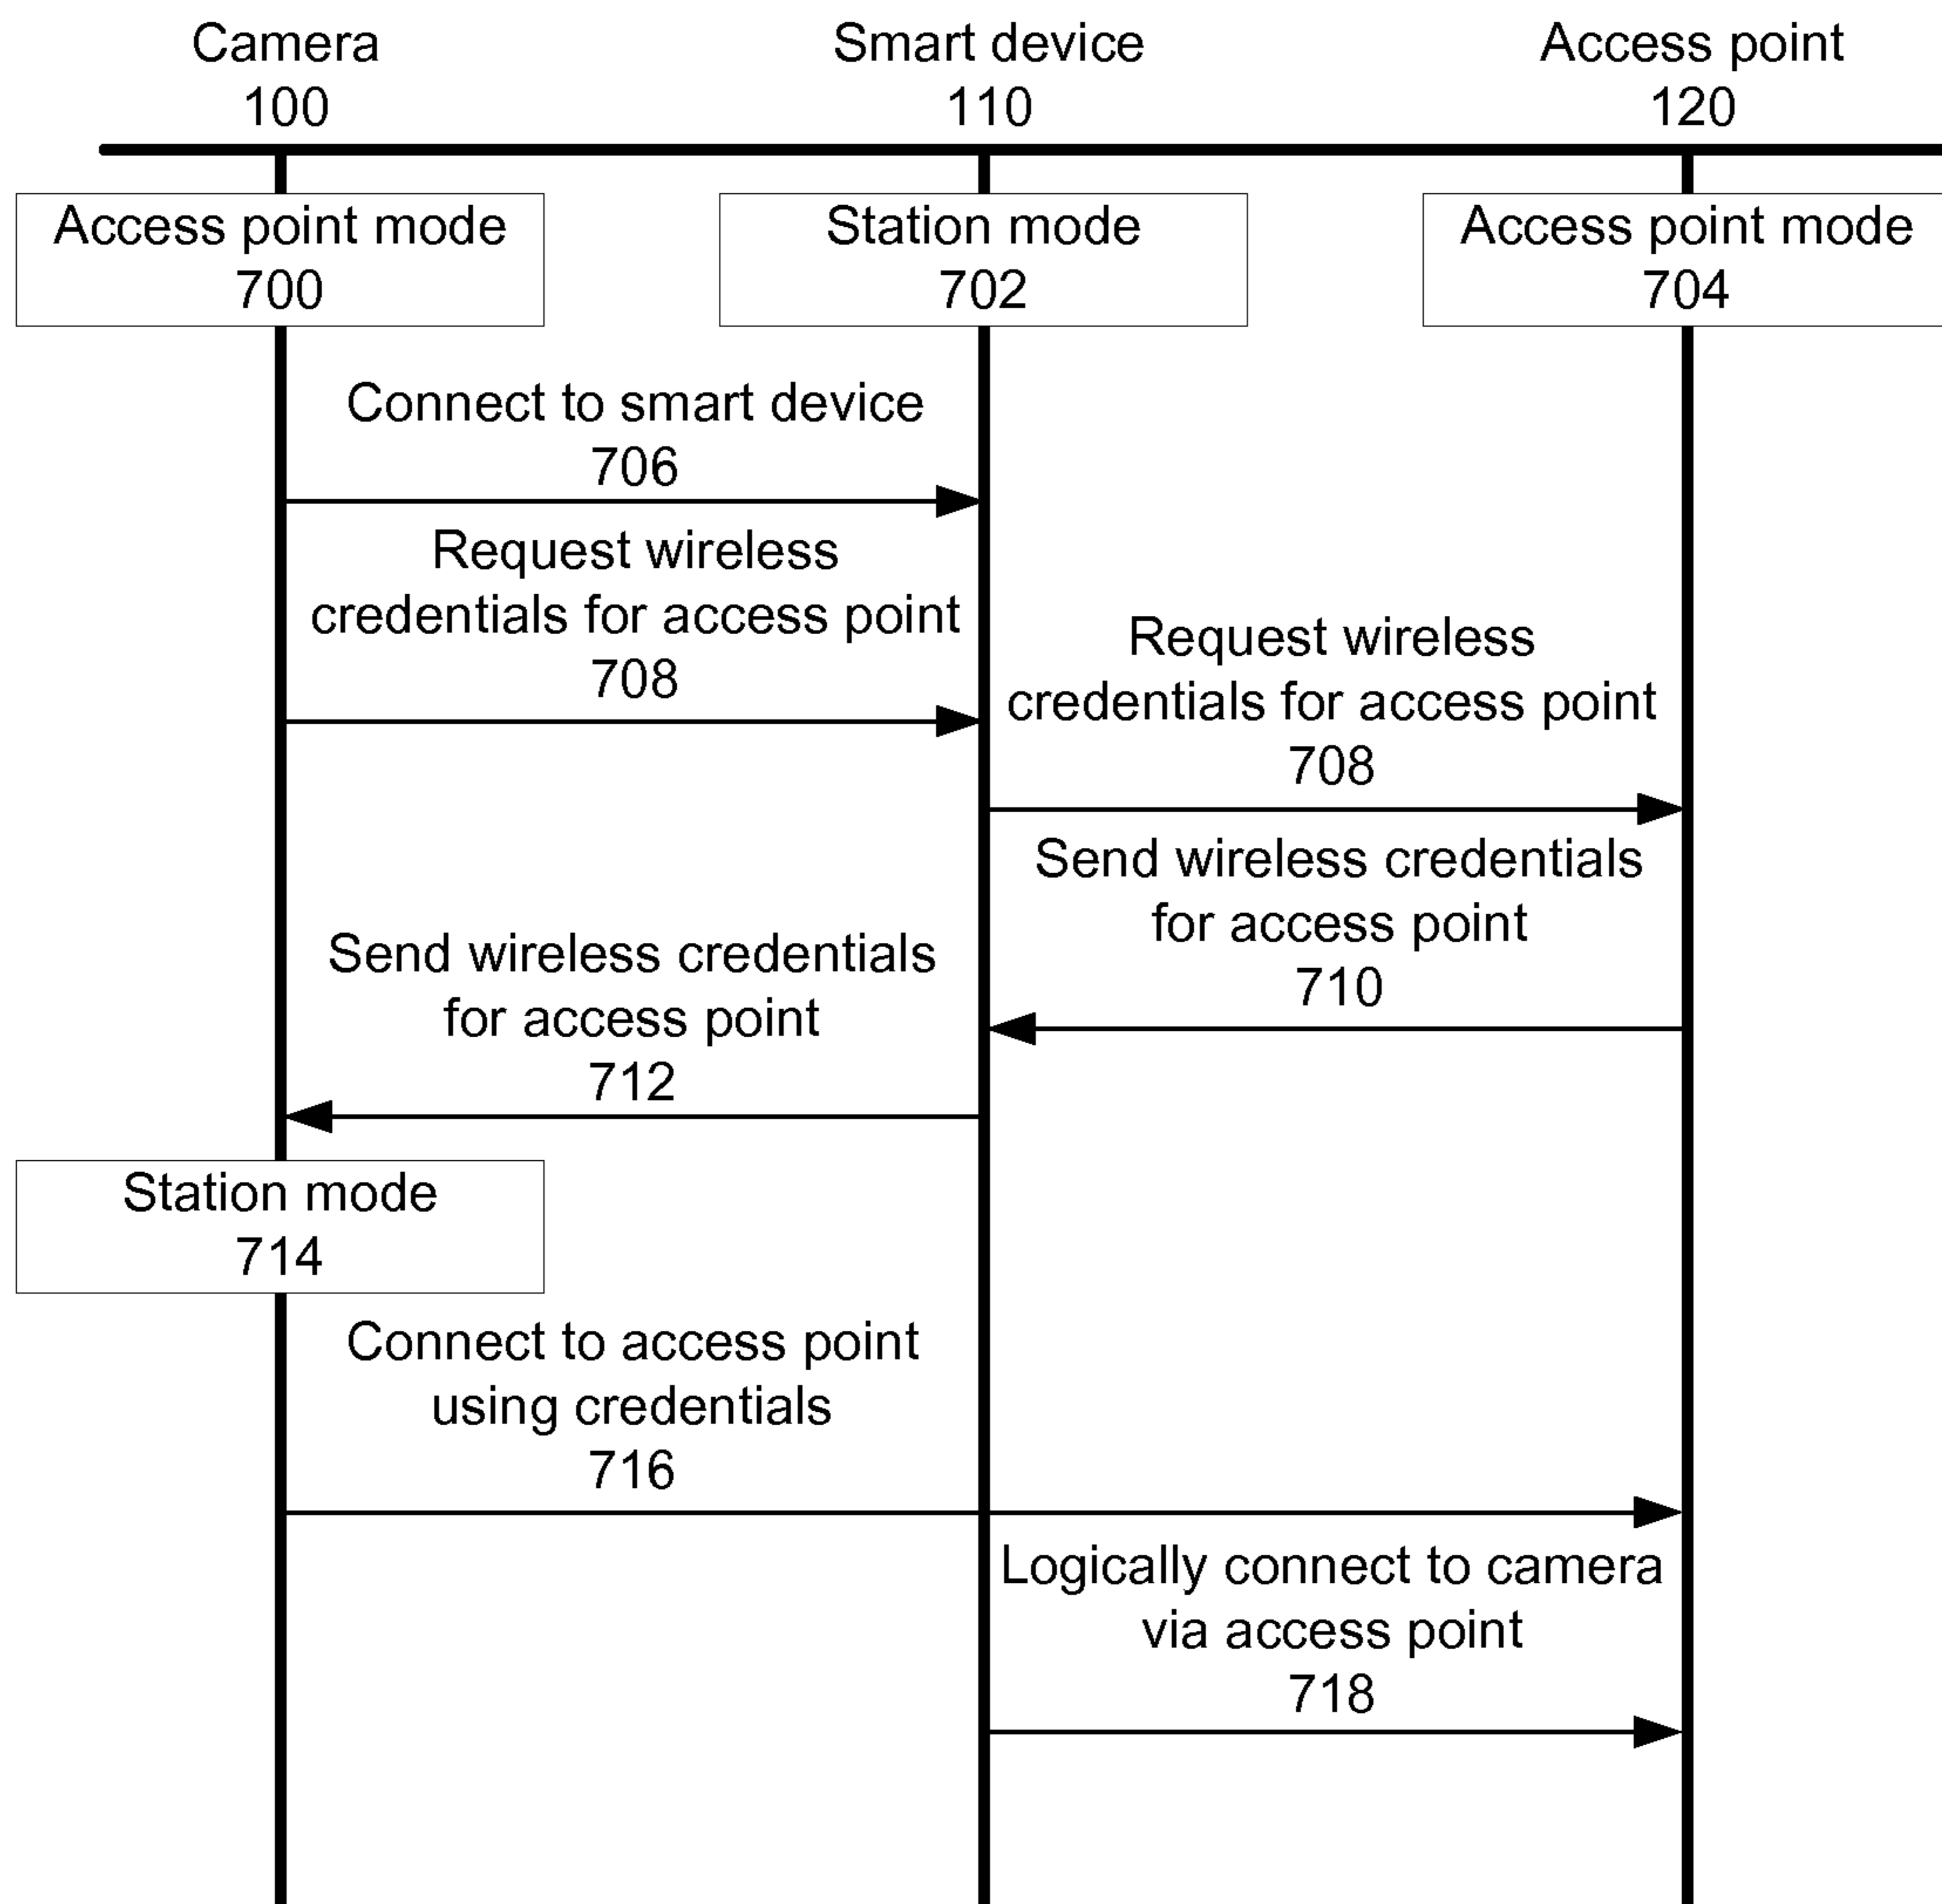 Camera
100
Smart device
110
Access point
120
Access point mode
700
Station mode
702
Access point mode
704
Connect to smart device
706
Request wireless
credentials for access point
708
Request wireless
credentials for access point
708
Send wireless credentials
for access point
710
Send wireless credentials
for access point
712
Station mode
714
Connect to access point
using credentials
716
Logically connect to camera
via access point
718